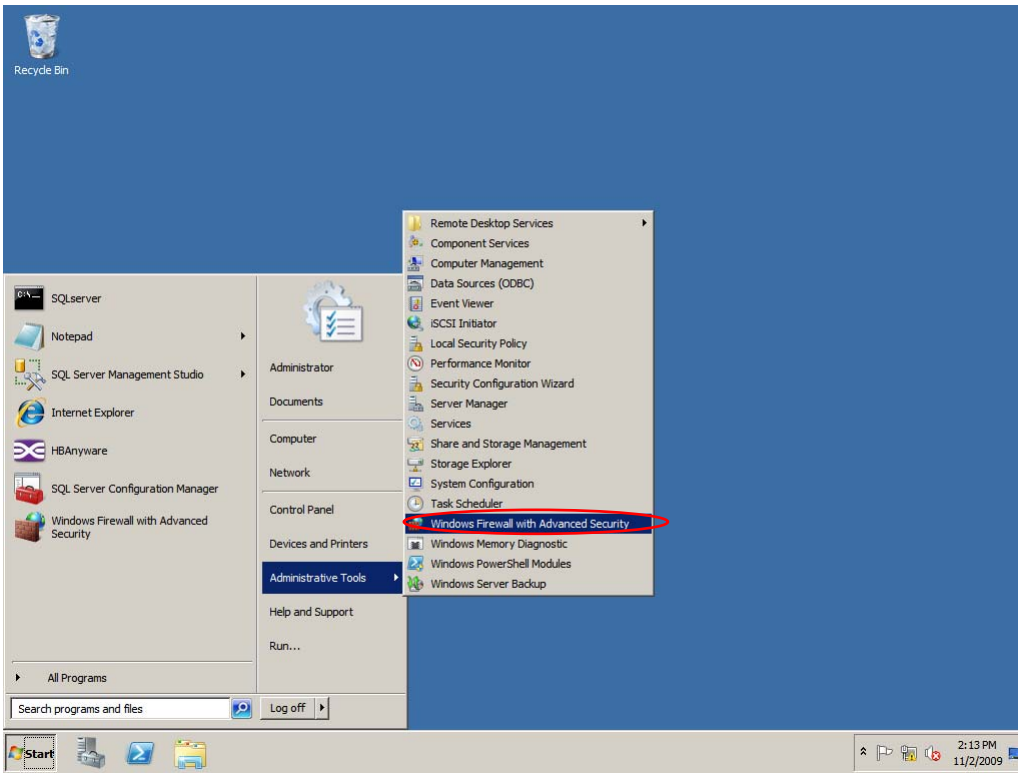 Recycle Bin
Remote Desktop Services
Component Services
Computer Management
Data Sources (ODBC)
Event Viewer
iSCSI Initiator
Local Security Policy
Performance Monitor
Security Configuration Wizard
Server Manager
Services
Share and Storage Management
Storage Explorer
System Configuration
Task Scheduler
Windows Firewall with Advanced Security
Windows Memory Diagnostic
Windows PowerShell Modules
Windows Server Backup
SQLserver
Notepad
SQL Server Management Studio
Internet Explorer
HBAnyware
SQL Server Configuration Manager
Windows Firewall with Advanced
Security
All Programs
Search programs and files
Administrator
Documents
Computer
Network
Control Panel
Devices and Printers
Administrative Tools
Help and Support
Run...
Log off
Start
2:13 PM
11/2/2009